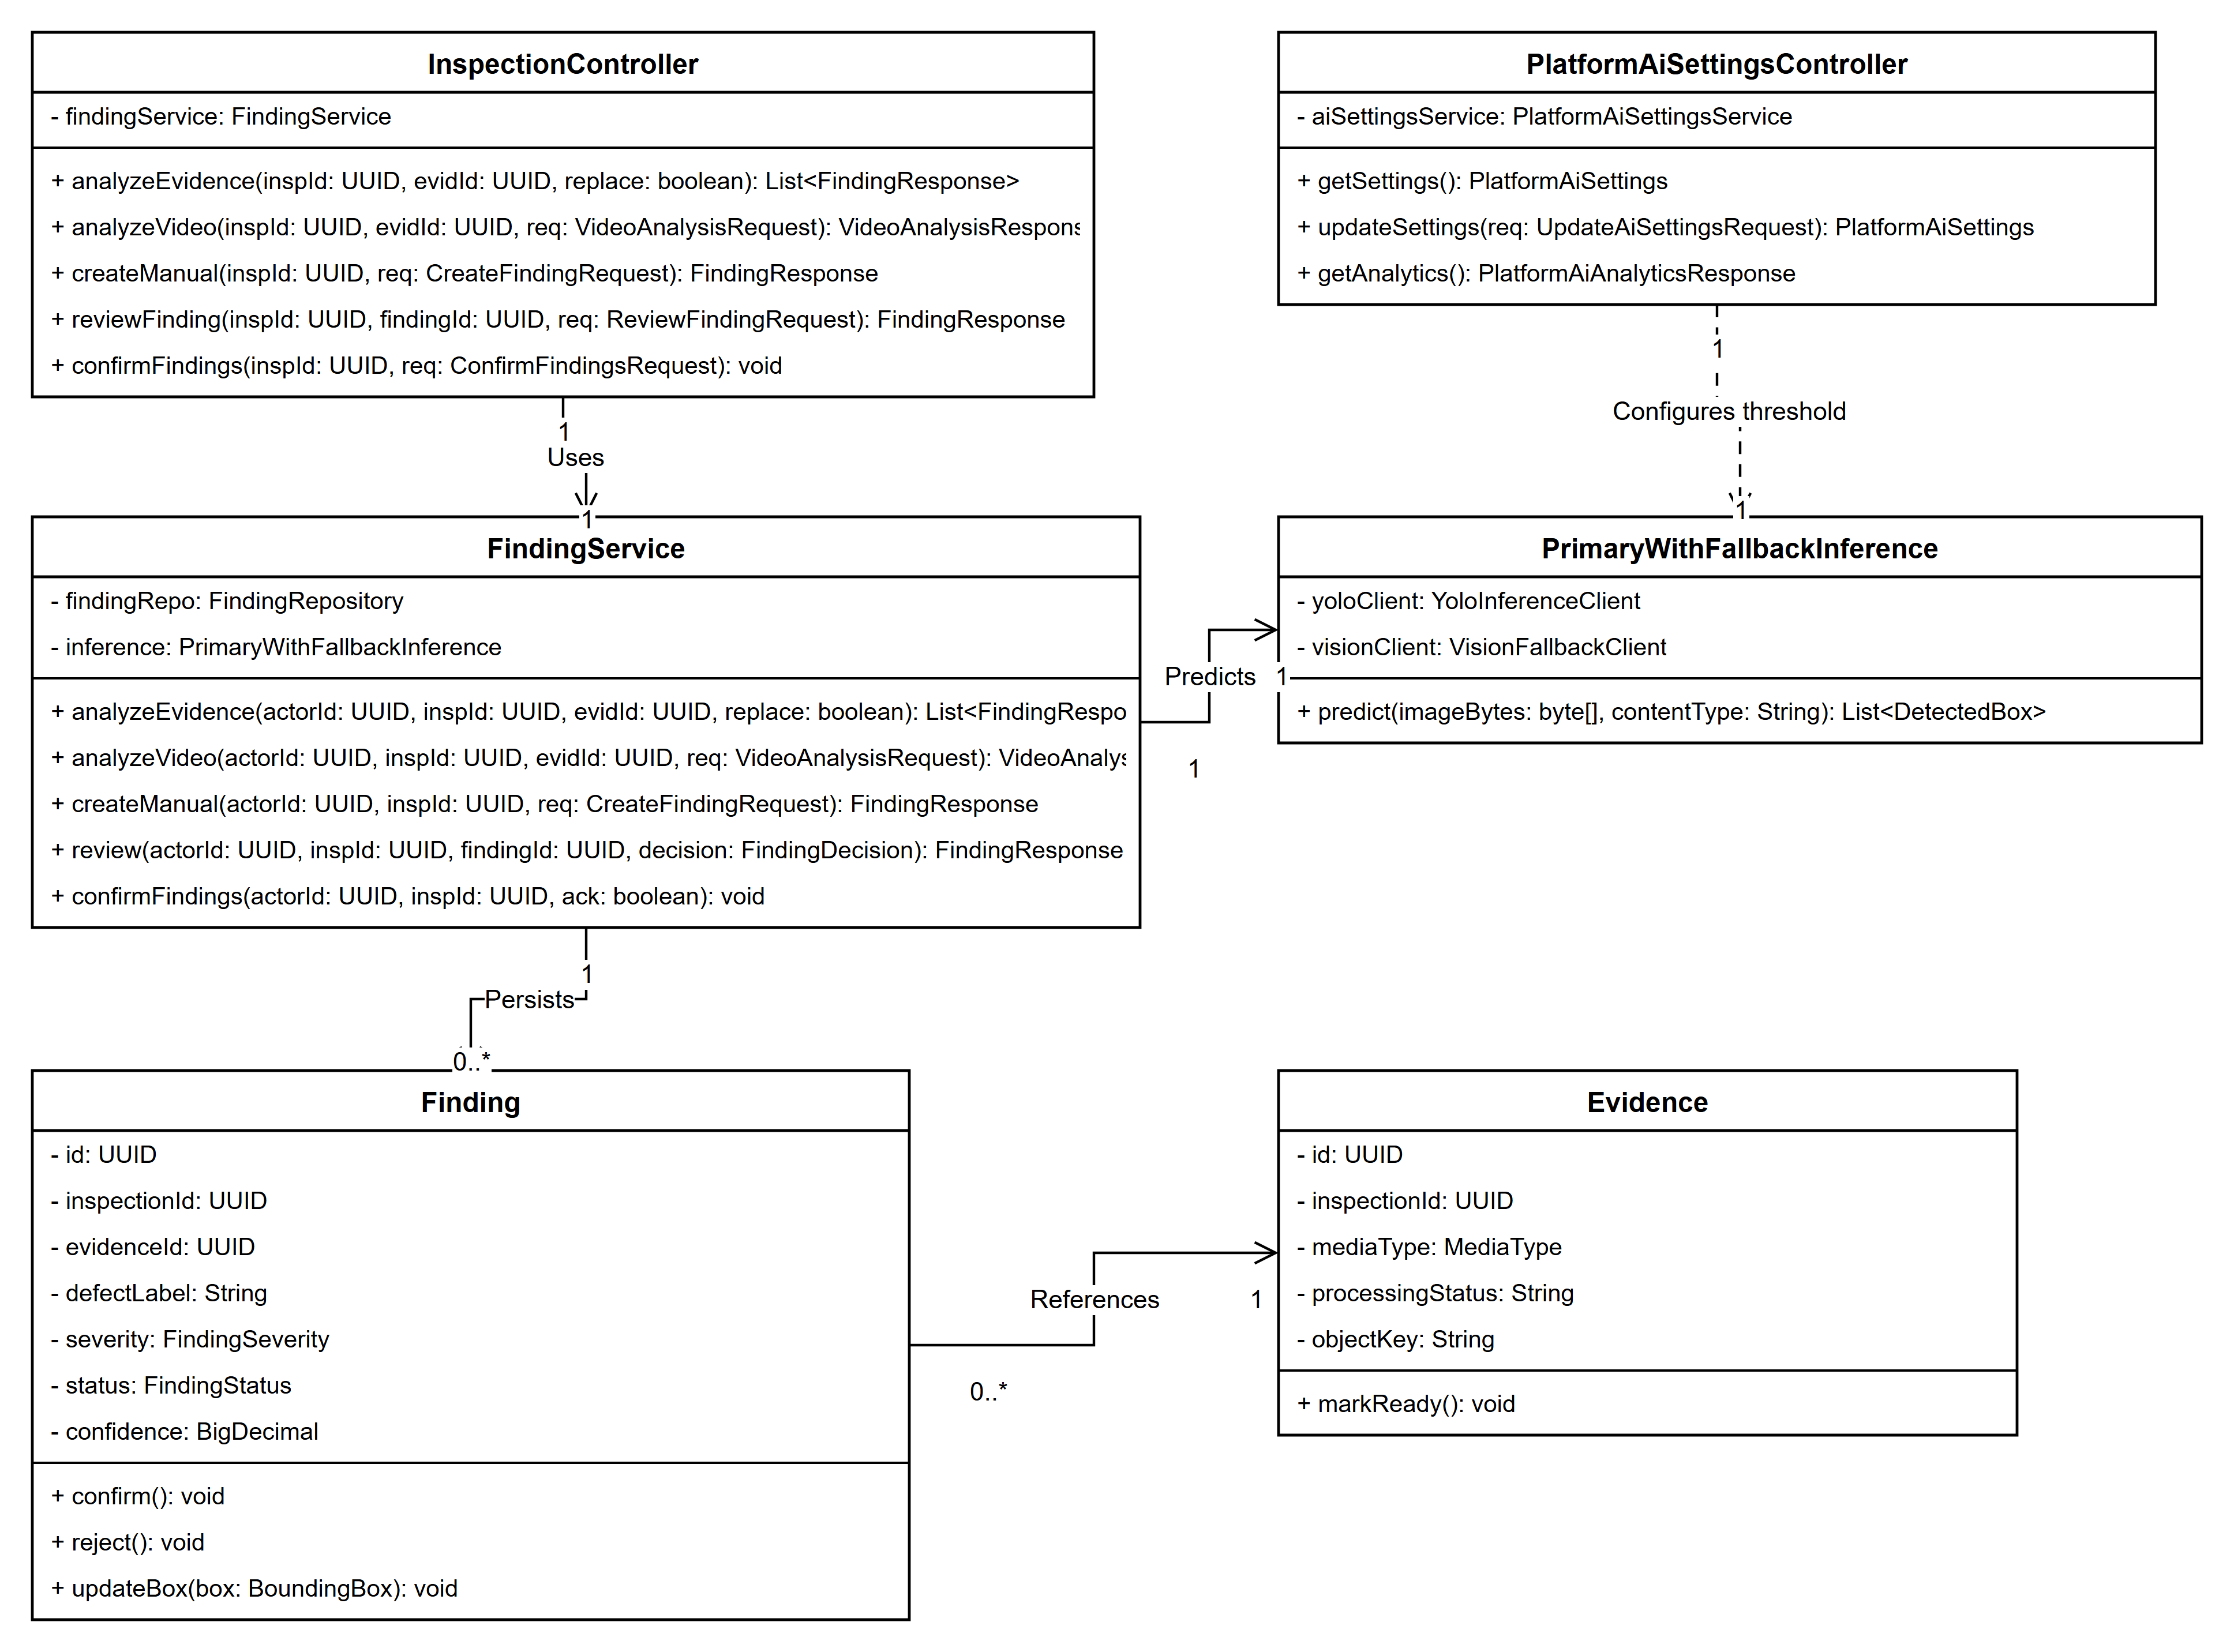 InspectionController
- findingService: FindingService
+ analyzeEvidence(inspId: UUID, evidId: UUID, replace: boolean): List<FindingResponse>
+ analyzeVideo(inspId: UUID, evidId: UUID, req: VideoAnalysisRequest): VideoAnalysisRespons
+ createManual(inspId: UUID, req: CreateFindingRequest): FindingResponse
+ reviewFinding(inspId: UUID, findingId: UUID, req: ReviewFindingRequest): FindingResponse
+ confirmFindings(inspId: UUID, req: ConfirmFindingsRequest): void
PlatformAiSettingsController
- aiSettingsService: PlatformAiSettingsService
+ getSettings(): PlatformAiSettings
+ updateSettings(req: UpdateAiSettingsRequest): PlatformAiSettings
+ getAnalytics(): PlatformAiAnalyticsResponse
1
Uses
1
1
Configures threshold
1
FindingService
- findingRepo: FindingRepository
- inference: PrimaryWithFallbackInference
+ analyzeEvidence(actorId: UUID, inspId: UUID, evidId: UUID, replace: boolean): List<FindingRespo
+ analyzeVideo(actorId: UUID, inspId: UUID, evidId: UUID, req: VideoAnalysisRequest): VideoAnalys
+ createManual(actorId: UUID, inspId: UUID, req: CreateFindingRequest): FindingResponse
+ review(actorId: UUID, inspId: UUID, findingId: UUID, decision: FindingDecision): FindingResponse
+ confirmFindings(actorId: UUID, inspId: UUID, ack: boolean): void
Predicts
1
1
PrimaryWithFallbackInference
- yoloClient: YoloInferenceClient
- visionClient: VisionFallbackClient
+ predict(imageBytes: byte[], contentType: String): List<DetectedBox>
1
Persists
0..*
Finding
- id: UUID
- inspectionId: UUID
- evidenceId: UUID
- defectLabel: String
- severity: FindingSeverity
- status: FindingStatus
- confidence: BigDecimal
+ confirm(): void
+ reject(): void
+ updateBox(box: BoundingBox): void
References
1
0..*
Evidence
- id: UUID
- inspectionId: UUID
- mediaType: MediaType
- processingStatus: String
- objectKey: String
+ markReady(): void